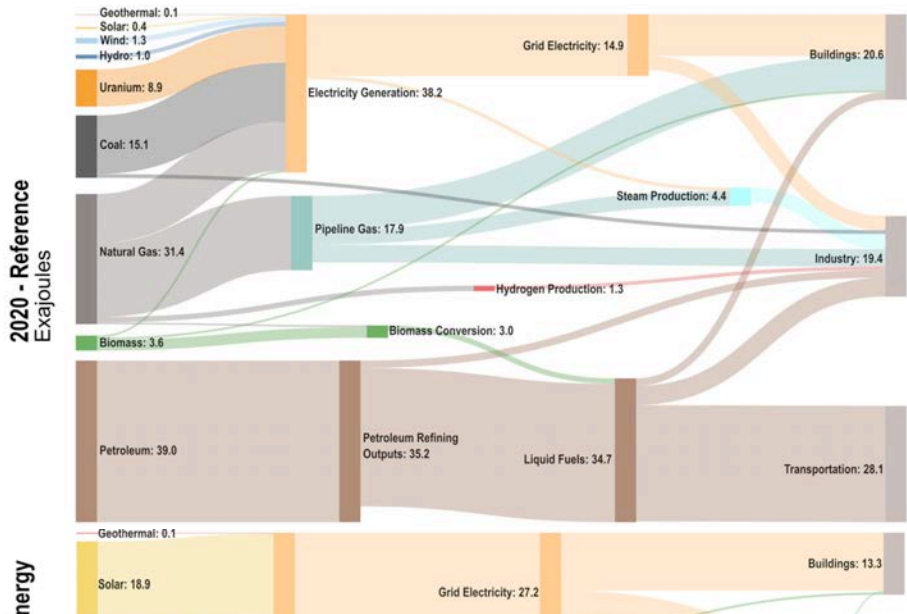 2020 - Reference
Exajoules
Geothermal: 0.1
Solar: 0.4
Wind: 1.3
Hydro: 1.0
Uranium: 8.9
Coal: 15.1
Natural Gas: 31.4
Biomass: 3.6
Petroleum: 39.0
Electricity Generation: 38.2
Pipeline Gas: 17.9
Hydrogen Production: 1.3
Biomass Conversion: 3.0
Petroleum Refining
Outputs: 35.2
Grid Electricity: 14.9
Steam Production: 4.4
Liquid Fuels: 34.7
Buildings: 20.6
Industry: 19.4
Transportation: 28.1
Geothermal: 0.1
Solar: 18.9
Grid Electricity: 27.2
Buildings: 13.3